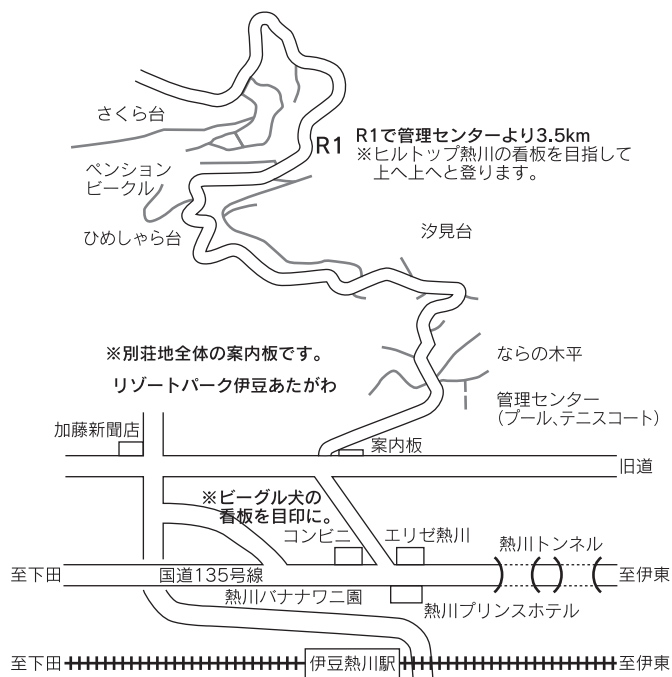 さくら台
R1
R1で管理センターより3.5km
※ヒルトップ熱川の看板を目指して
上へ上へと登ります。
ペンション
ビークル
ひめしゃら台
汐見台
※別荘地全体の案内板です。
リゾートパーク伊豆あたがわ
ならの木平
管理センター
(プール、テニスコート)
加藤新聞店
案内板
旧道
※ビーグル犬の
看板を目印に。
コンビニ
エリゼ熱川
熱川トンネル
至下田
国道135号線
至伊東
熱川バナナワニ園
熱川プリンスホテル
至下田
伊豆熱川駅
至伊東